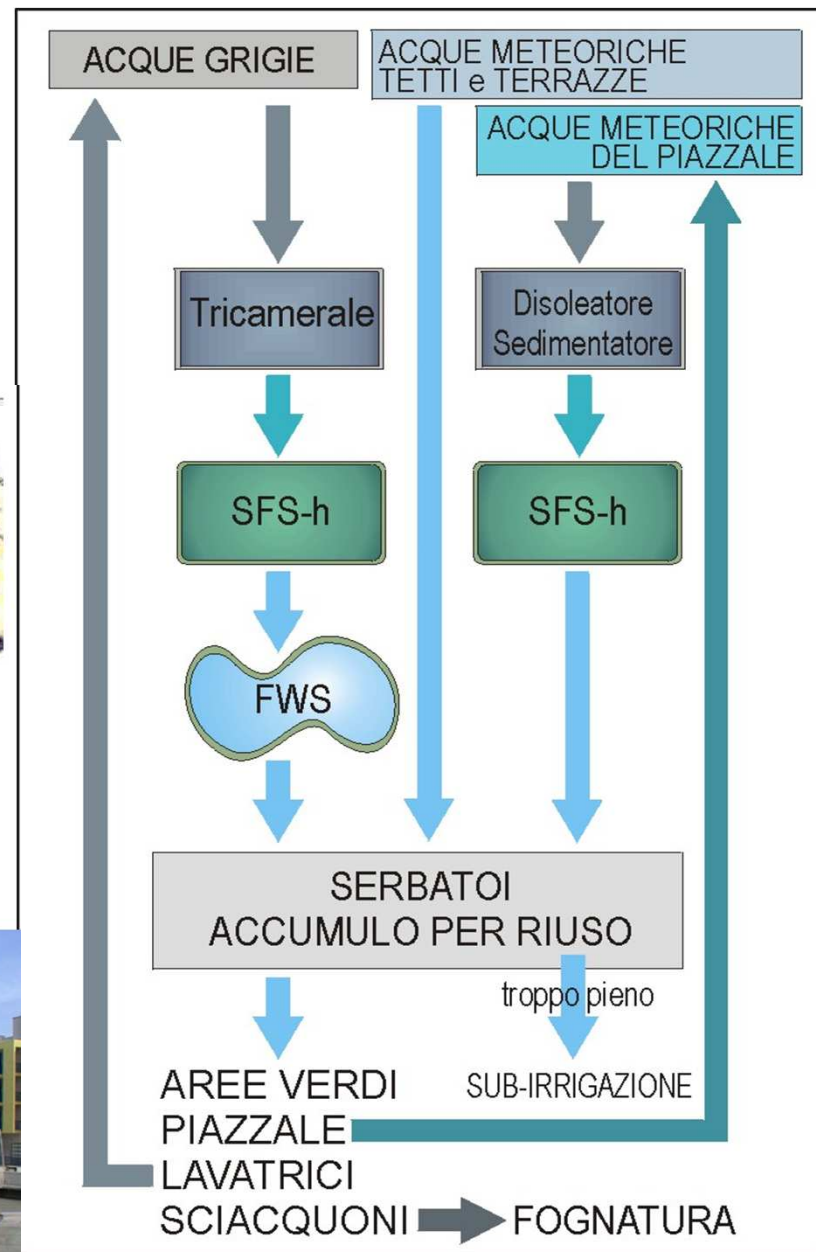 ACQUE GRIGIE
ACQUE METEORICHE
TETTI e TERRAZZE
ACQUE METEORICHE
DEL PIAZZALE
Tricamerale
Disoleatore
Sedimentatore
SFS-h
SFS-h
FWS
SERBATOI
ACCUMULO PER RIUSO
troppo pieno
AREE VERDI
SUB-IRRIGAZIONE
PIAZZALE
LAVATRICI
SCIACQUONI
FOGNATURA